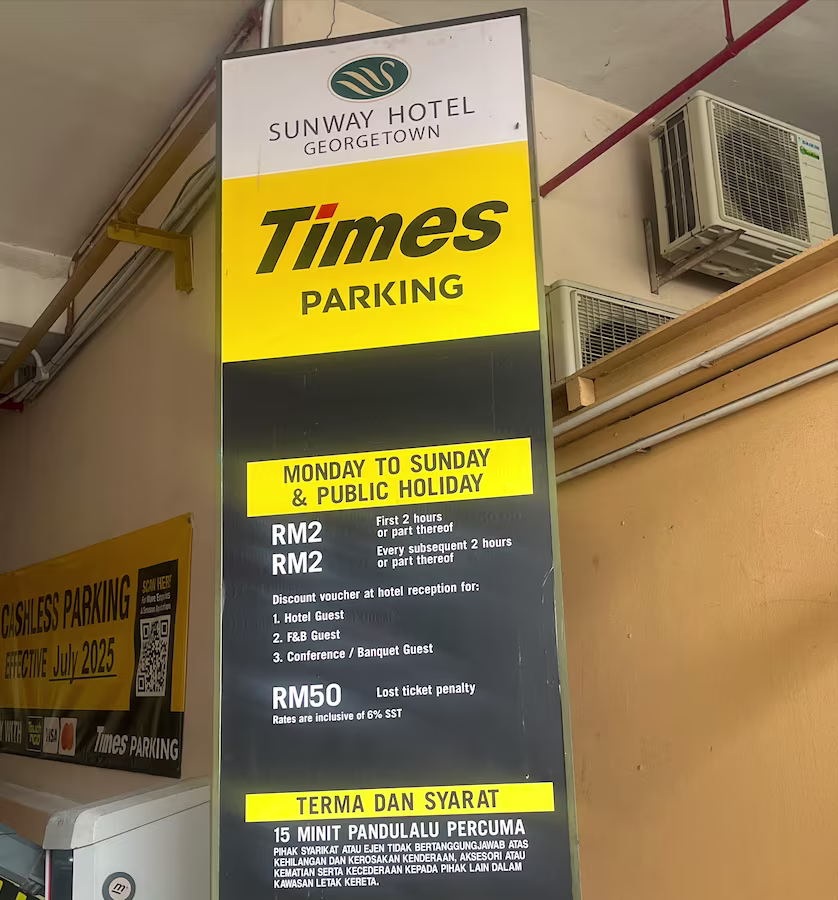 SUNWAY HOTEL
GEORGETOWN
Times
PARKING
MONDAY TO SUNDAY
& PUBLIC HOLIDAY
RM2 First 2 hours
or part thereof
RM2 Every subsequent 2 hours
or part thereof
Discount voucher at hotel reception for:
1. Hotel Guest
2. F&B Guest
3. Conference / Banquet Guest
RM50 Lost ticket penalty
Rates are inclusive of 6% SST
TERMA DAN SYARAT
15 MINIT PANDULALU PERCUMA
PIHAK SYARIKAT ATAU EJEN TIDAK BERTANGGUNGJAWAB ATAS
KEHILANGAN DAN KEROSAKAN KENDERAAN, AKSESORI ATAU
KEMATIAN SERTA KECEDERAAN KEPADA PIHAK LAIN DALAM
KAWASAN LETAK KERETA.
CASHLESS PARKING
EFFECTIVE July 2025
SCAN HERE
WITH
VISA
Times PARKING
DAIKIN
m